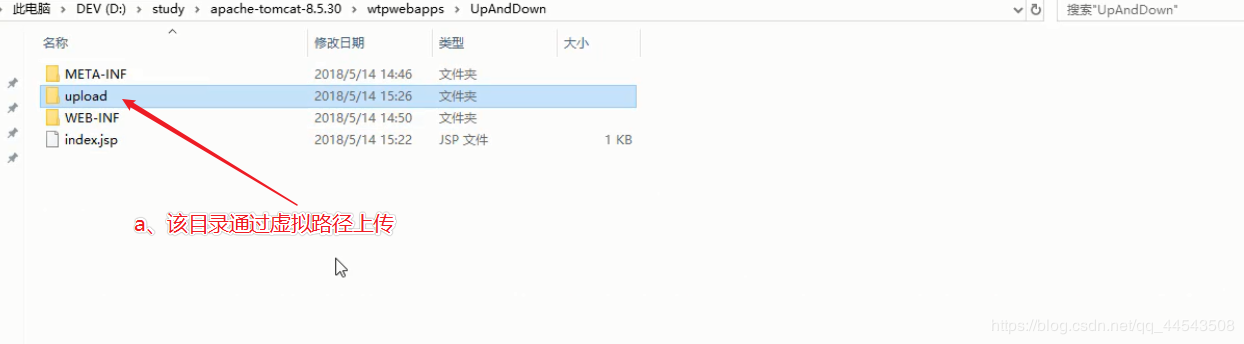 此电脑 › DEV (D:) › study › apache-tomcat-8.5.30 › wtpwebapps › UpAndDown 搜索"UpAndDown"
名称 修改日期 类型 大小
META-INF 2018/5/14 14:46 文件夹
upload 2018/5/14 15:26 文件夹
WEB-INF 2018/5/14 14:50 文件夹
index.jsp 2018/5/14 15:22 JSP 文件 1 KB
a、该目录通过虚拟路径上传
https://blog.csdn.net/qq_44543508